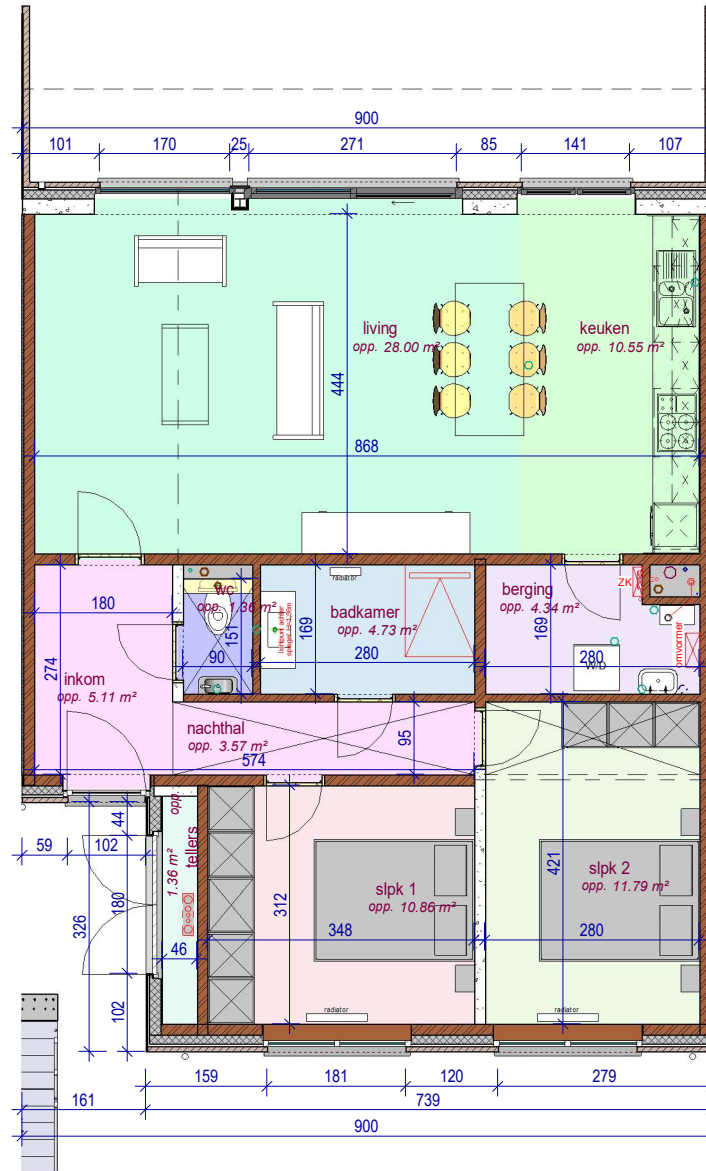 900
101 170 25 271 85 141 107
living
opp. 28.00 m²
keuken
opp. 10.55 m²
444
868
radiator
wc
opp. 1.36 m²
151
90
180
274
inkom
opp. 5.11 m²
lichtpunt achter
badkamer
opp. 4.73 m²
169
280
berging
opp. 4.34 m²
ZK
169
280
W/D
omvormer
nachthal
opp. 3.57 m²
574
95
44
59 102
180
326
102
opp.
1.36 m²
tellers
46
312
slpk 1
opp. 10.86 m²
348
radiator
421
slpk 2
opp. 11.79 m²
280
radiator
159 181 120 279
161 739
900